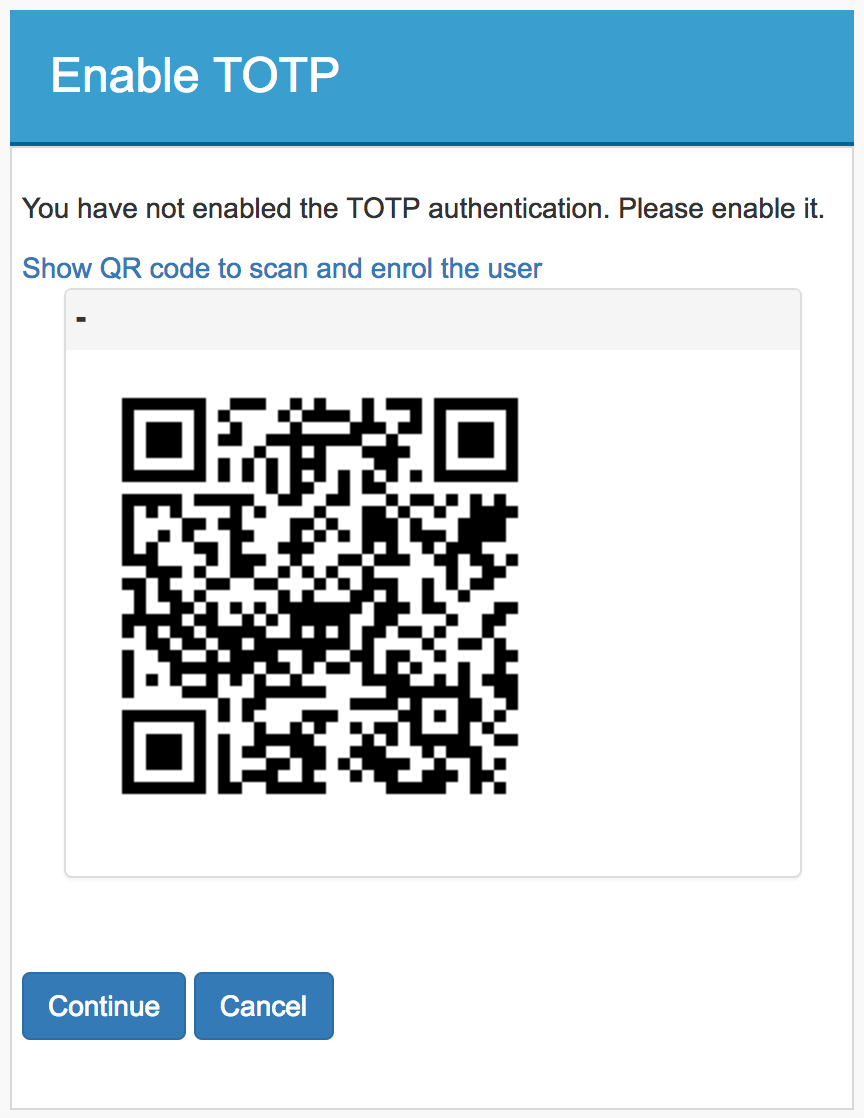 Enable TOTP
You have not enabled the TOTP authentication. Please enable it.
Show QR code to scan and enrol the user
-
Continue
Cancel